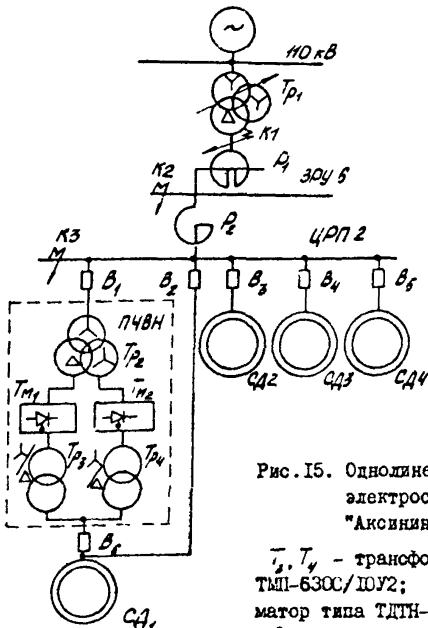 ~
110 кВ
Тр1
К1
Р1
К2
ЗРУ 6
Р2
К3
ЦРП 2
В1
В2
В3
В4
В5
ПЧВН
Тр2
СД2
СД3
СД4
Тм1
Тм2
Тр3
Тр4
В6
СД1
Рис.15. Однолине
электрос
"Аксинин
Т3, Т4 - трансфо
ТМП-6300/10У2;
матор типа ТДТН-